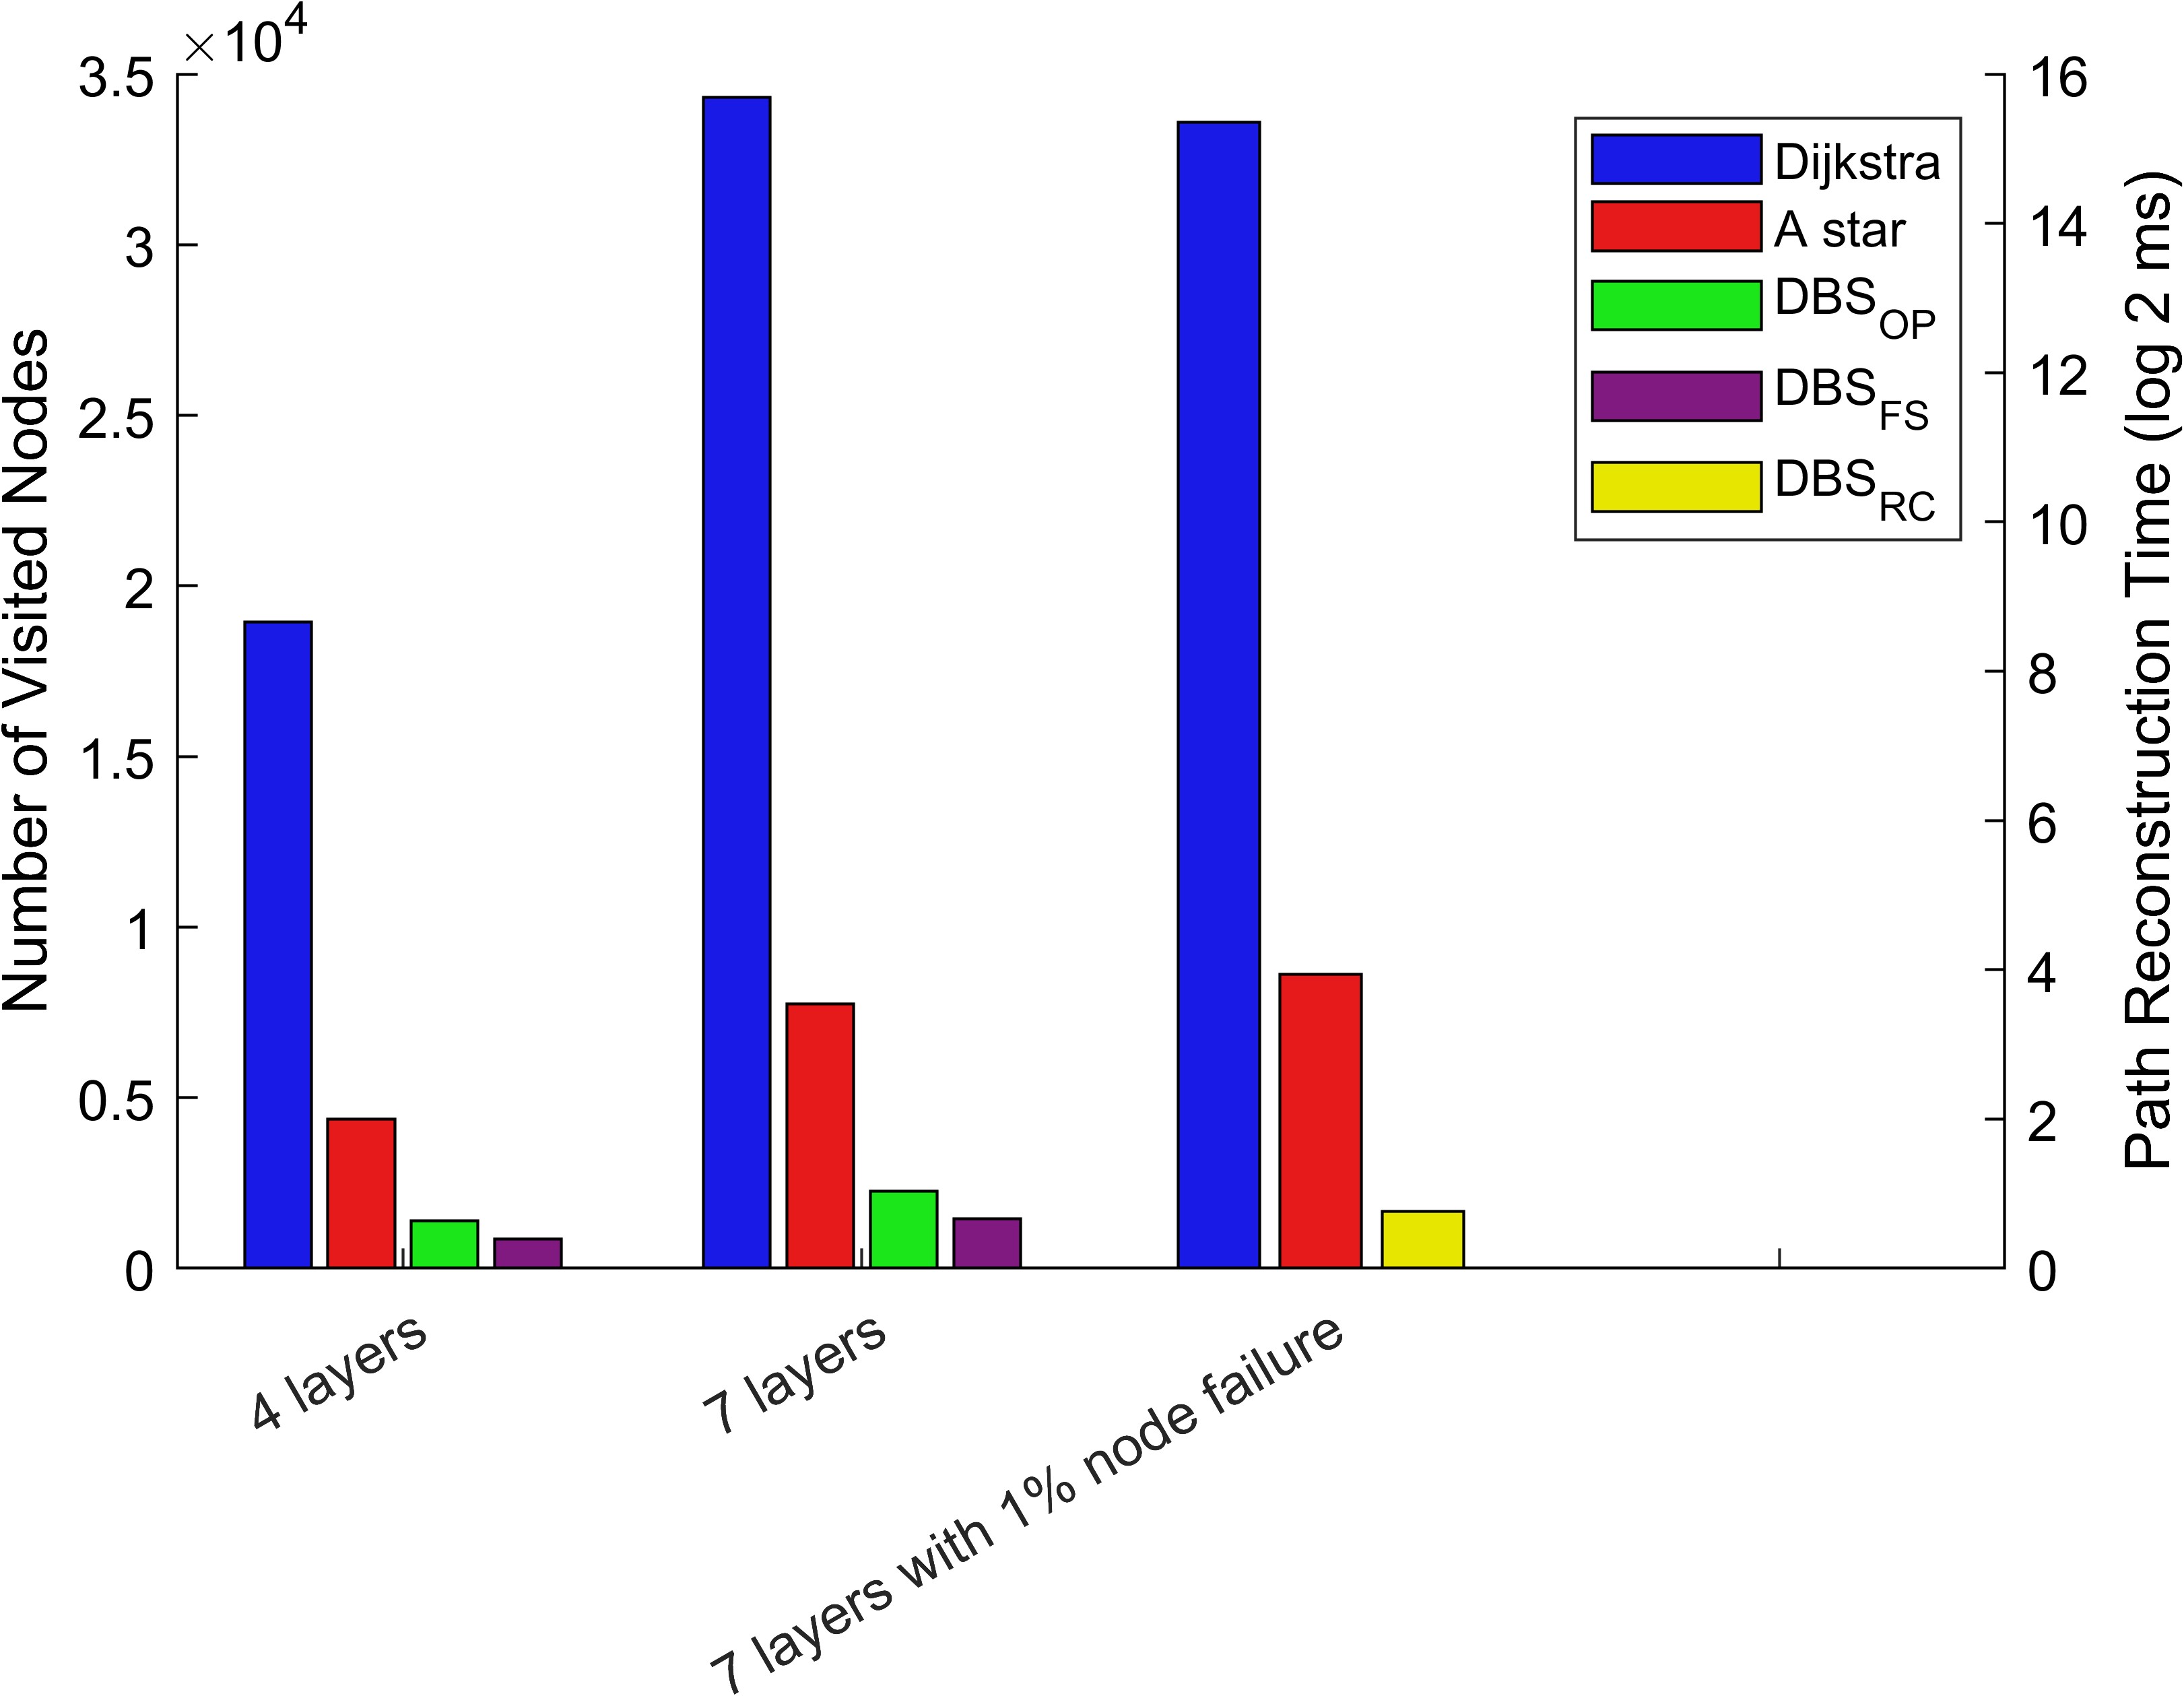 ×10⁴
3.5
3
2.5
2
1.5
1
0.5
0
Number of Visited Nodes
16
14
12
10
8
6
4
2
0
Path Reconstruction Time (log 2 ms)
Dijkstra
A star
DBS_OP
DBS_FS
DBS_RC
4 layers
7 layers
7 layers with 1% node failure